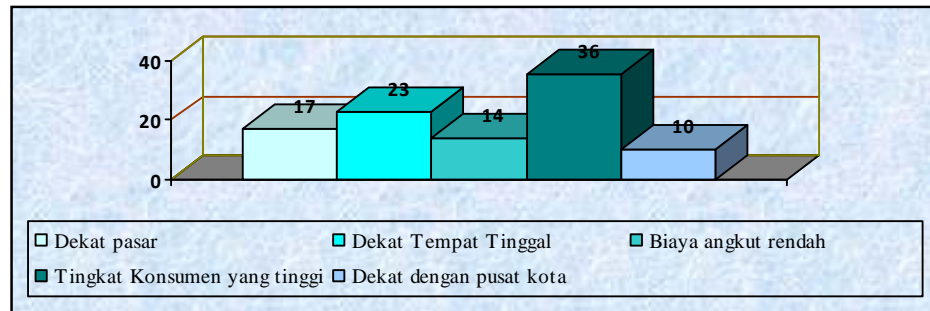 40
20
0
17
23
14
36
10
Dekat pasar
Dekat Tempat Tinggal
Biaya angkut rendah
Tingkat Konsumen yang tinggi
Dekat dengan pusat kota